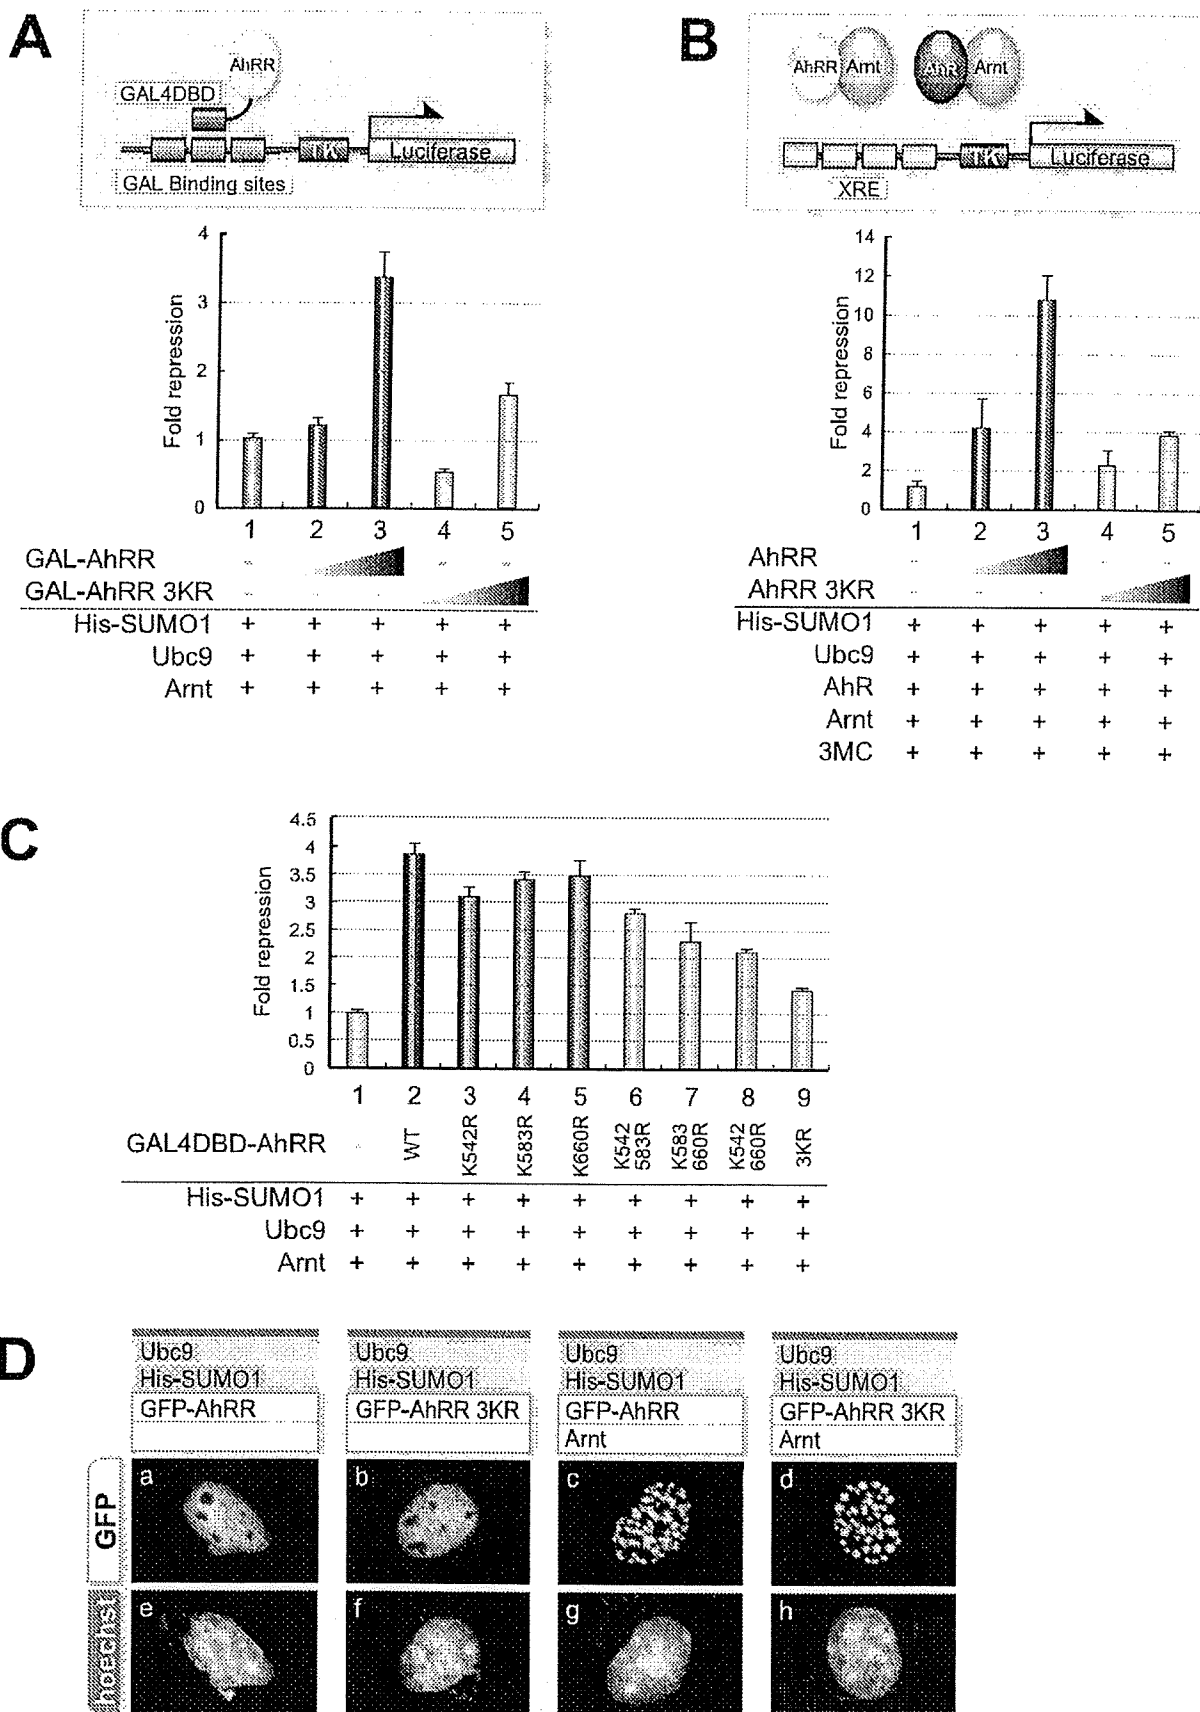 A
AhRR
GAL4DBD
TK
Luciferase
GAL Binding sites
4
3
2
1
0
Fold repression
1 2 3 4 5
GAL-AhRR - -
GAL-AhRR 3KR - - -
His-SUMO1 + + + + +
Ubc9 + + + + +
Arnt + + + + +
B
AhRR Arnt AhR Arnt
TK
Luciferase
XRE
14
12
10
8
6
4
2
0
Fold repression
1 2 3 4 5
AhRR - - -
AhRR 3KR - - -
His-SUMO1 + + + + +
Ubc9 + + + + +
AhR + + + + +
Arnt + + + + +
3MC + + + + +
C
4.5
4
3.5
3
2.5
2
1.5
1
0.5
0
Fold repression
1 2 3 4 5 6 7 8 9
GAL4DBD-AhRR - WT K542R K583R K660R K542 583R K583 660R K542 660R 3KR
His-SUMO1 + + + + + + + + +
Ubc9 + + + + + + + + +
Arnt + + + + + + + + +
D
Ubc9 Ubc9 Ubc9 Ubc9
His-SUMO1 His-SUMO1 His-SUMO1 His-SUMO1
GFP-AhRR GFP-AhRR 3KR GFP-AhRR GFP-AhRR 3KR
Arnt Arnt
GFP
a b c d
hoechst
e f g h